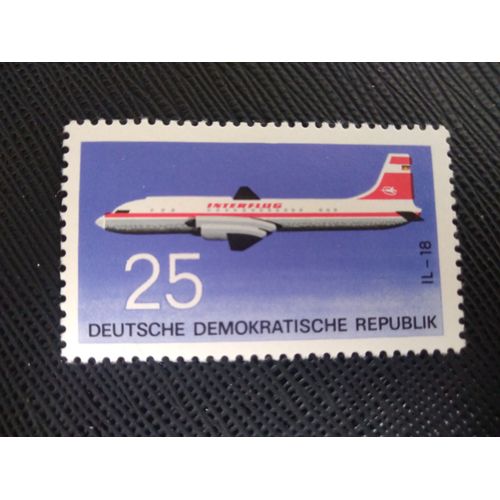 INTERFLUG
IL-18
25
DEUTSCHE DEMOKRATISCHE REPUBLIK